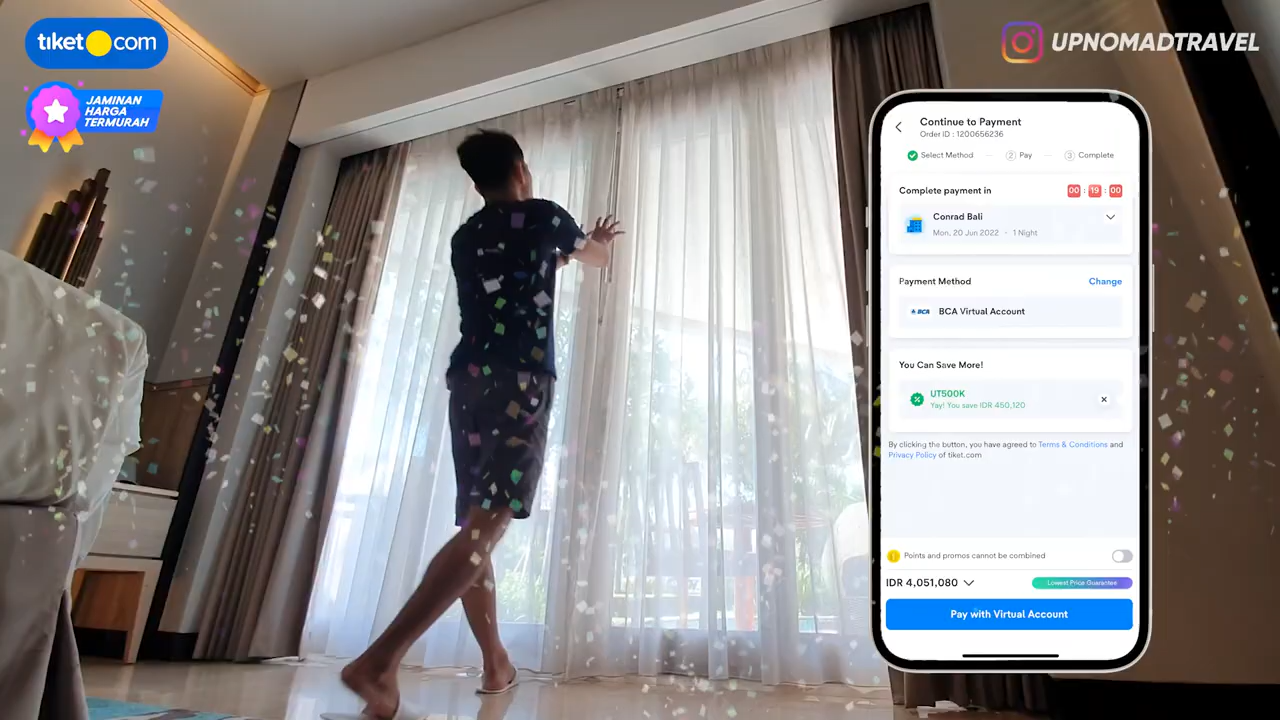 tiket.com
JAMINAN
HARGA
TERMURAH
UPNOMADTRAVEL
Continue to Payment
Order ID : 1200656236
Select Method
2 Pay
3 Complete
Complete payment in
00 : 19 : 00
Conrad Bali
Mon, 20 Jun 2022 · 1 Night
Payment Method
Change
BCA
BCA Virtual Account
You Can Save More!
UT500K
Yay! You save IDR 450,120
By clicking the button, you have agreed to Terms & Conditions and
Privacy Policy of tiket.com
Points and promos cannot be combined
IDR 4,051,080
Lowest Price Guarantee
Pay with Virtual Account